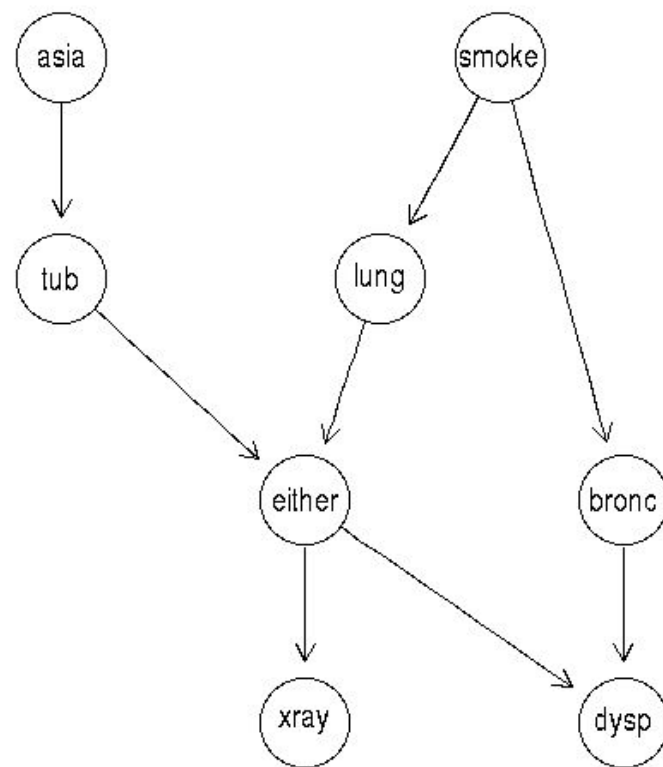 asia
smoke
tub
lung
either
bronc
xray
dysp